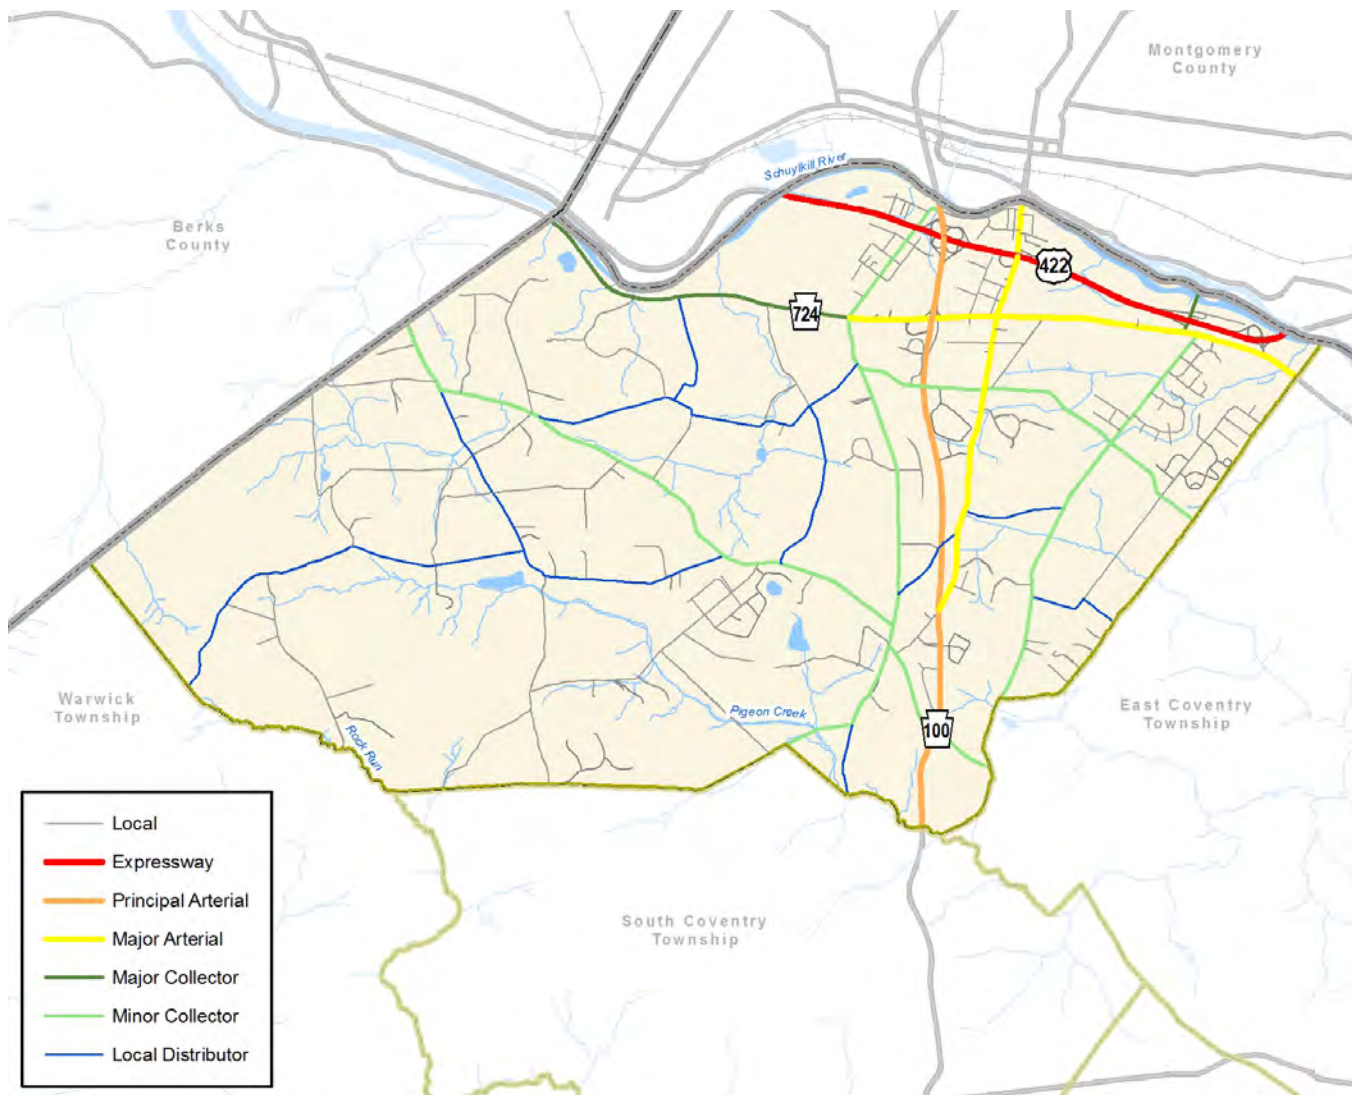 Montgomery
County
Schuylkill River
Berks
County
422
724
Warwick
Township
Pigeon Creek
East Coventry
Township
100
Rock Run
Local
Expressway
Principal Arterial
Major Arterial
Major Collector
Minor Collector
Local Distributor
South Coventry
Township